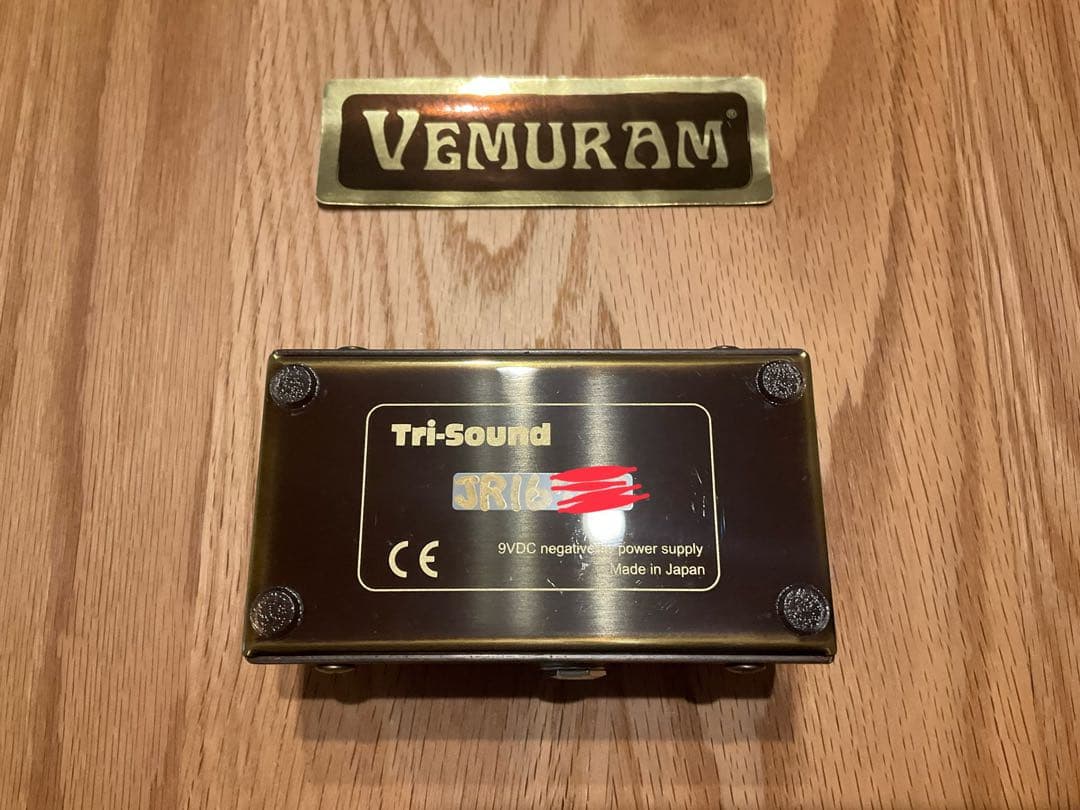 VEMURAM®
Tri-Sound
JR16
CE
9VDC negative power supply
Made in Japan